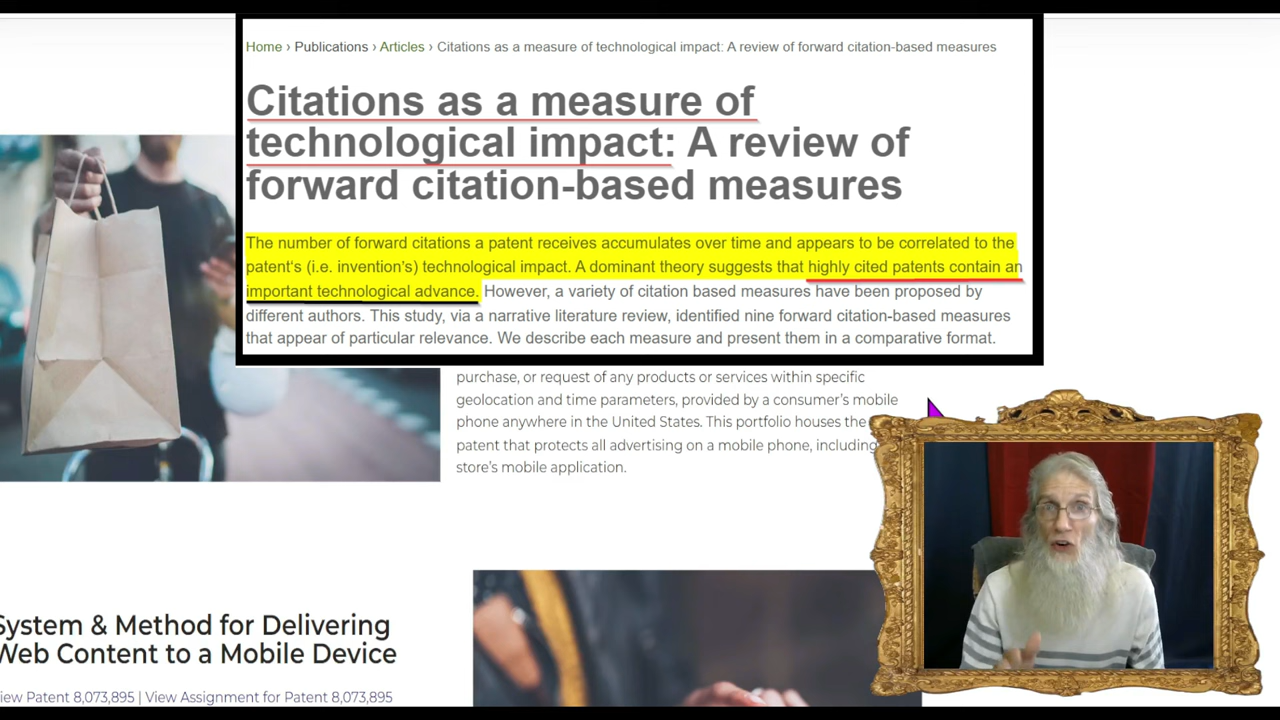 Home › Publications › Articles › Citations as a measure of technological impact: A review of forward citation-based measures
Citations as a measure of
technological impact: A review of
forward citation-based measures
The number of forward citations a patent receives accumulates over time and appears to be correlated to the
patent's (i.e. invention's) technological impact. A dominant theory suggests that highly cited patents contain an
important technological advance. However, a variety of citation based measures have been proposed by
different authors. This study, via a narrative literature review, identified nine forward citation-based measures
that appear of particular relevance. We describe each measure and present them in a comparative format.
purchase, or request of any products or services within specific
geolocation and time parameters, provided by a consumer's mobile
phone anywhere in the United States. This portfolio houses the
patent that protects all advertising on a mobile phone, including
store's mobile application.
System & Method for Delivering
Web Content to a Mobile Device
iew Patent 8,073,895 | View Assignment for Patent 8,073,895